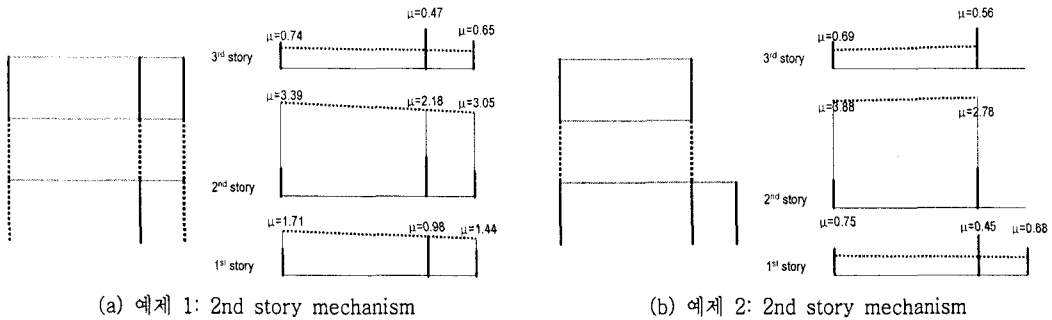 μ=0.74
μ=0.47
μ=0.65
3rd story
μ=3.39
μ=2.18
μ=3.05
2nd story
μ=1.71
μ=0.98
μ=1.44
1st story
(a) 예제 1: 2nd story mechanism
μ=0.69
μ=0.56
3rd story
μ=3.88
μ=2.78
2nd story
μ=0.75
μ=0.45
μ=0.68
1st story
(b) 예제 2: 2nd story mechanism